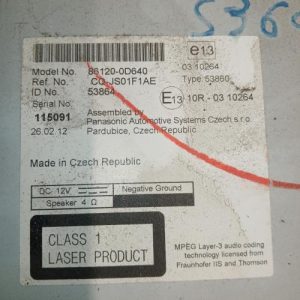 5360
Model No. 86120-0D640
Ref. No. CQ-JS01F1AE
ID No. 53864
Serial No.
115091
26.02.12
Assembled by
Panasonic Automotive Systems Czech s.r.o
Pardubice, Czech Republic
e13
03 10264
Type: 53860
E13 10R - 03 10264
Made in Czech Republic
DC 12V
Negative Ground
Speaker 4 Ω
CLASS 1
LASER PRODUCT
MPEG Layer-3 audio coding
technology licensed from
Fraunhofer IIS and Thomson